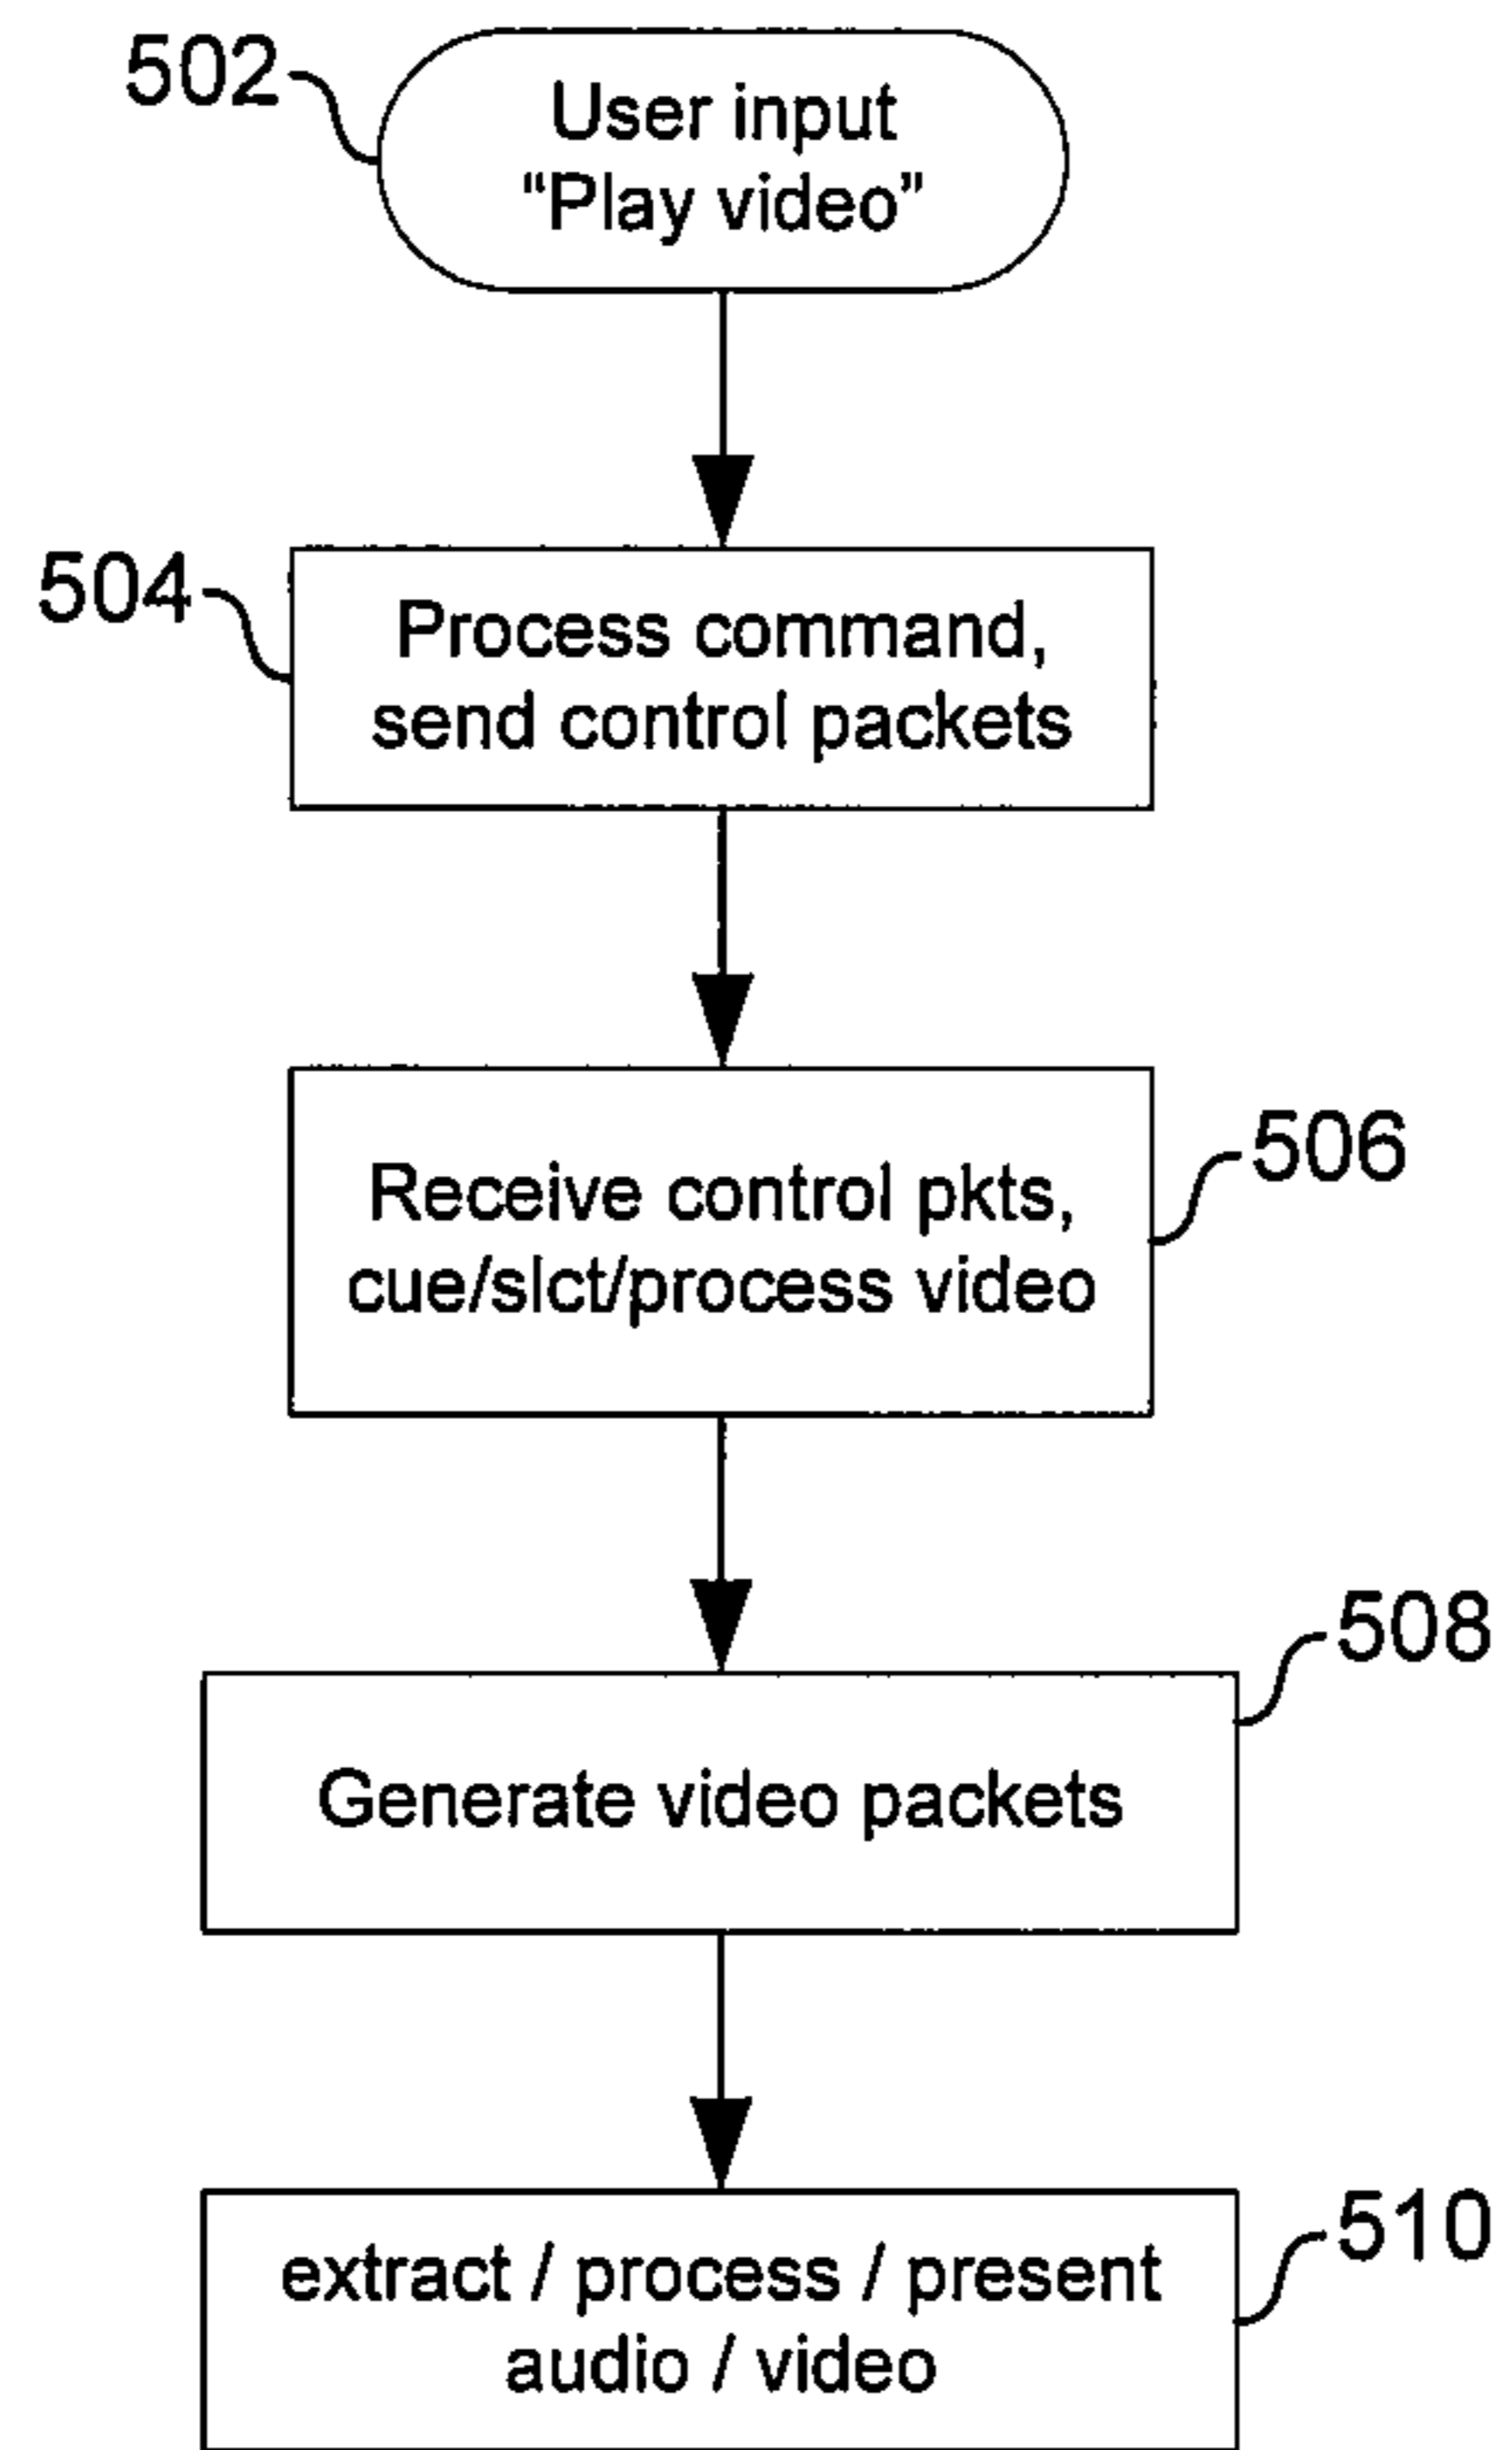 502
User input
“Play video”
504
Process command,
send control packets
506
Receive control pkts,
cue/slct/process video
508
Generate video packets
510
extract / process / present
audio / video